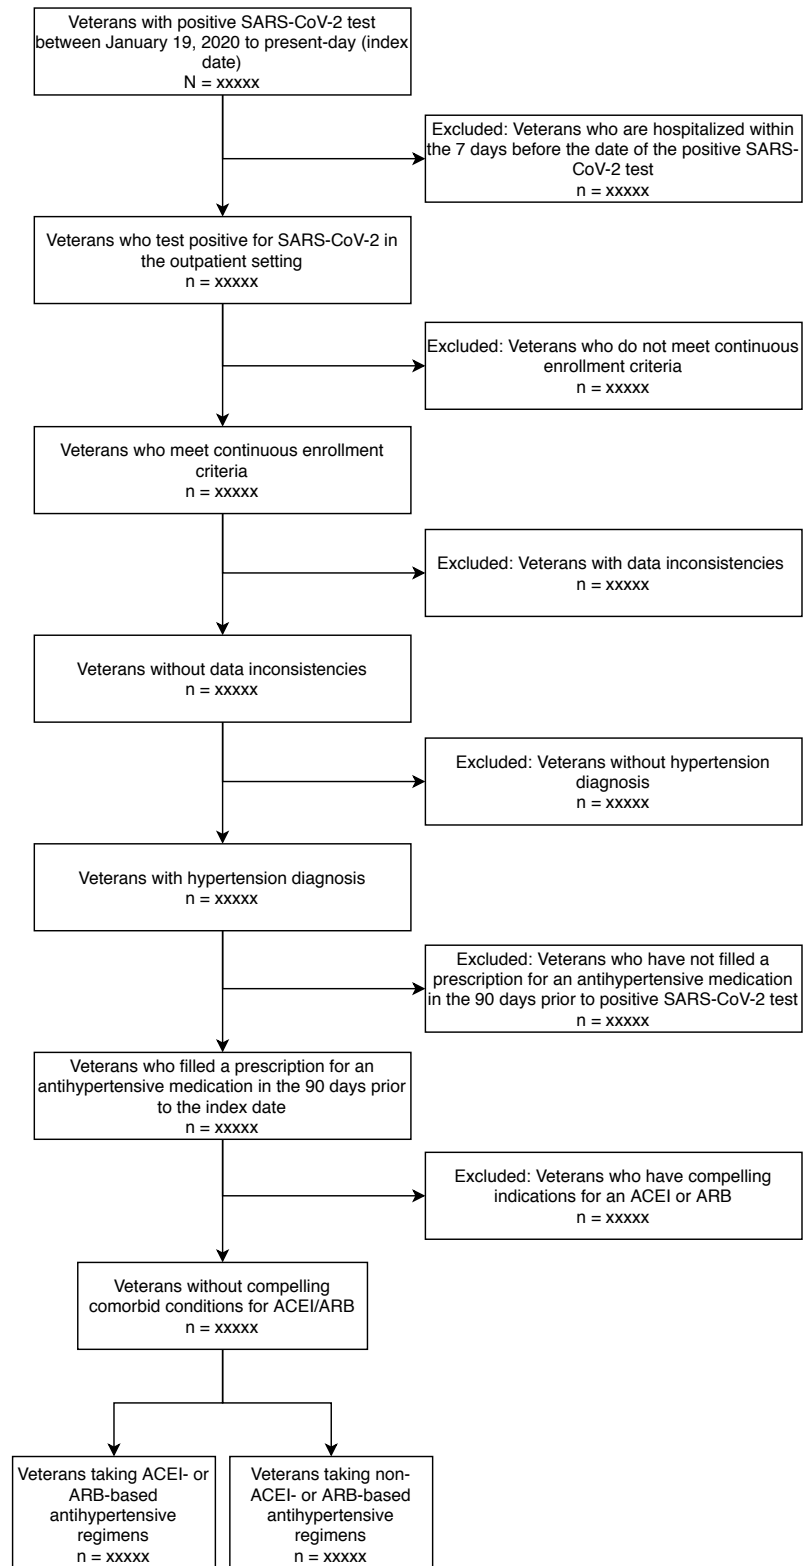 Veterans with positive SARS-CoV-2 test
between January 19, 2020 to present-day (index
date)
N = xxxxx
Excluded: Veterans who are hospitalized within
the 7 days before the date of the positive SARS-
CoV-2 test
n = xxxxx
Veterans who test positive for SARS-CoV-2 in
the outpatient setting
n = xxxxx
Excluded: Veterans who do not meet continuous
enrollment criteria
n = xxxxx
Veterans who meet continuous enrollment
criteria
n = xxxxx
Excluded: Veterans with data inconsistencies
n = xxxxx
Veterans without data inconsistencies
n = xxxxx
Excluded: Veterans without hypertension
diagnosis
n = xxxxx
Veterans with hypertension diagnosis
n = xxxxx
Excluded: Veterans who have not filled a
prescription for an antihypertensive medication
in the 90 days prior to positive SARS-CoV-2 test
n = xxxxx
Veterans who filled a prescription for an
antihypertensive medication in the 90 days prior
to the index date
n = xxxxx
Excluded: Veterans who have compelling
indications for an ACEI or ARB
n = xxxxx
Veterans without compelling
comorbid conditions for ACEI/ARB
n = xxxxx
Veterans taking ACEI- or
ARB-based
antihypertensive
regimens
n = xxxxx
Veterans taking non-
ACEI- or ARB-based
antihypertensive
regimens
n = xxxxx